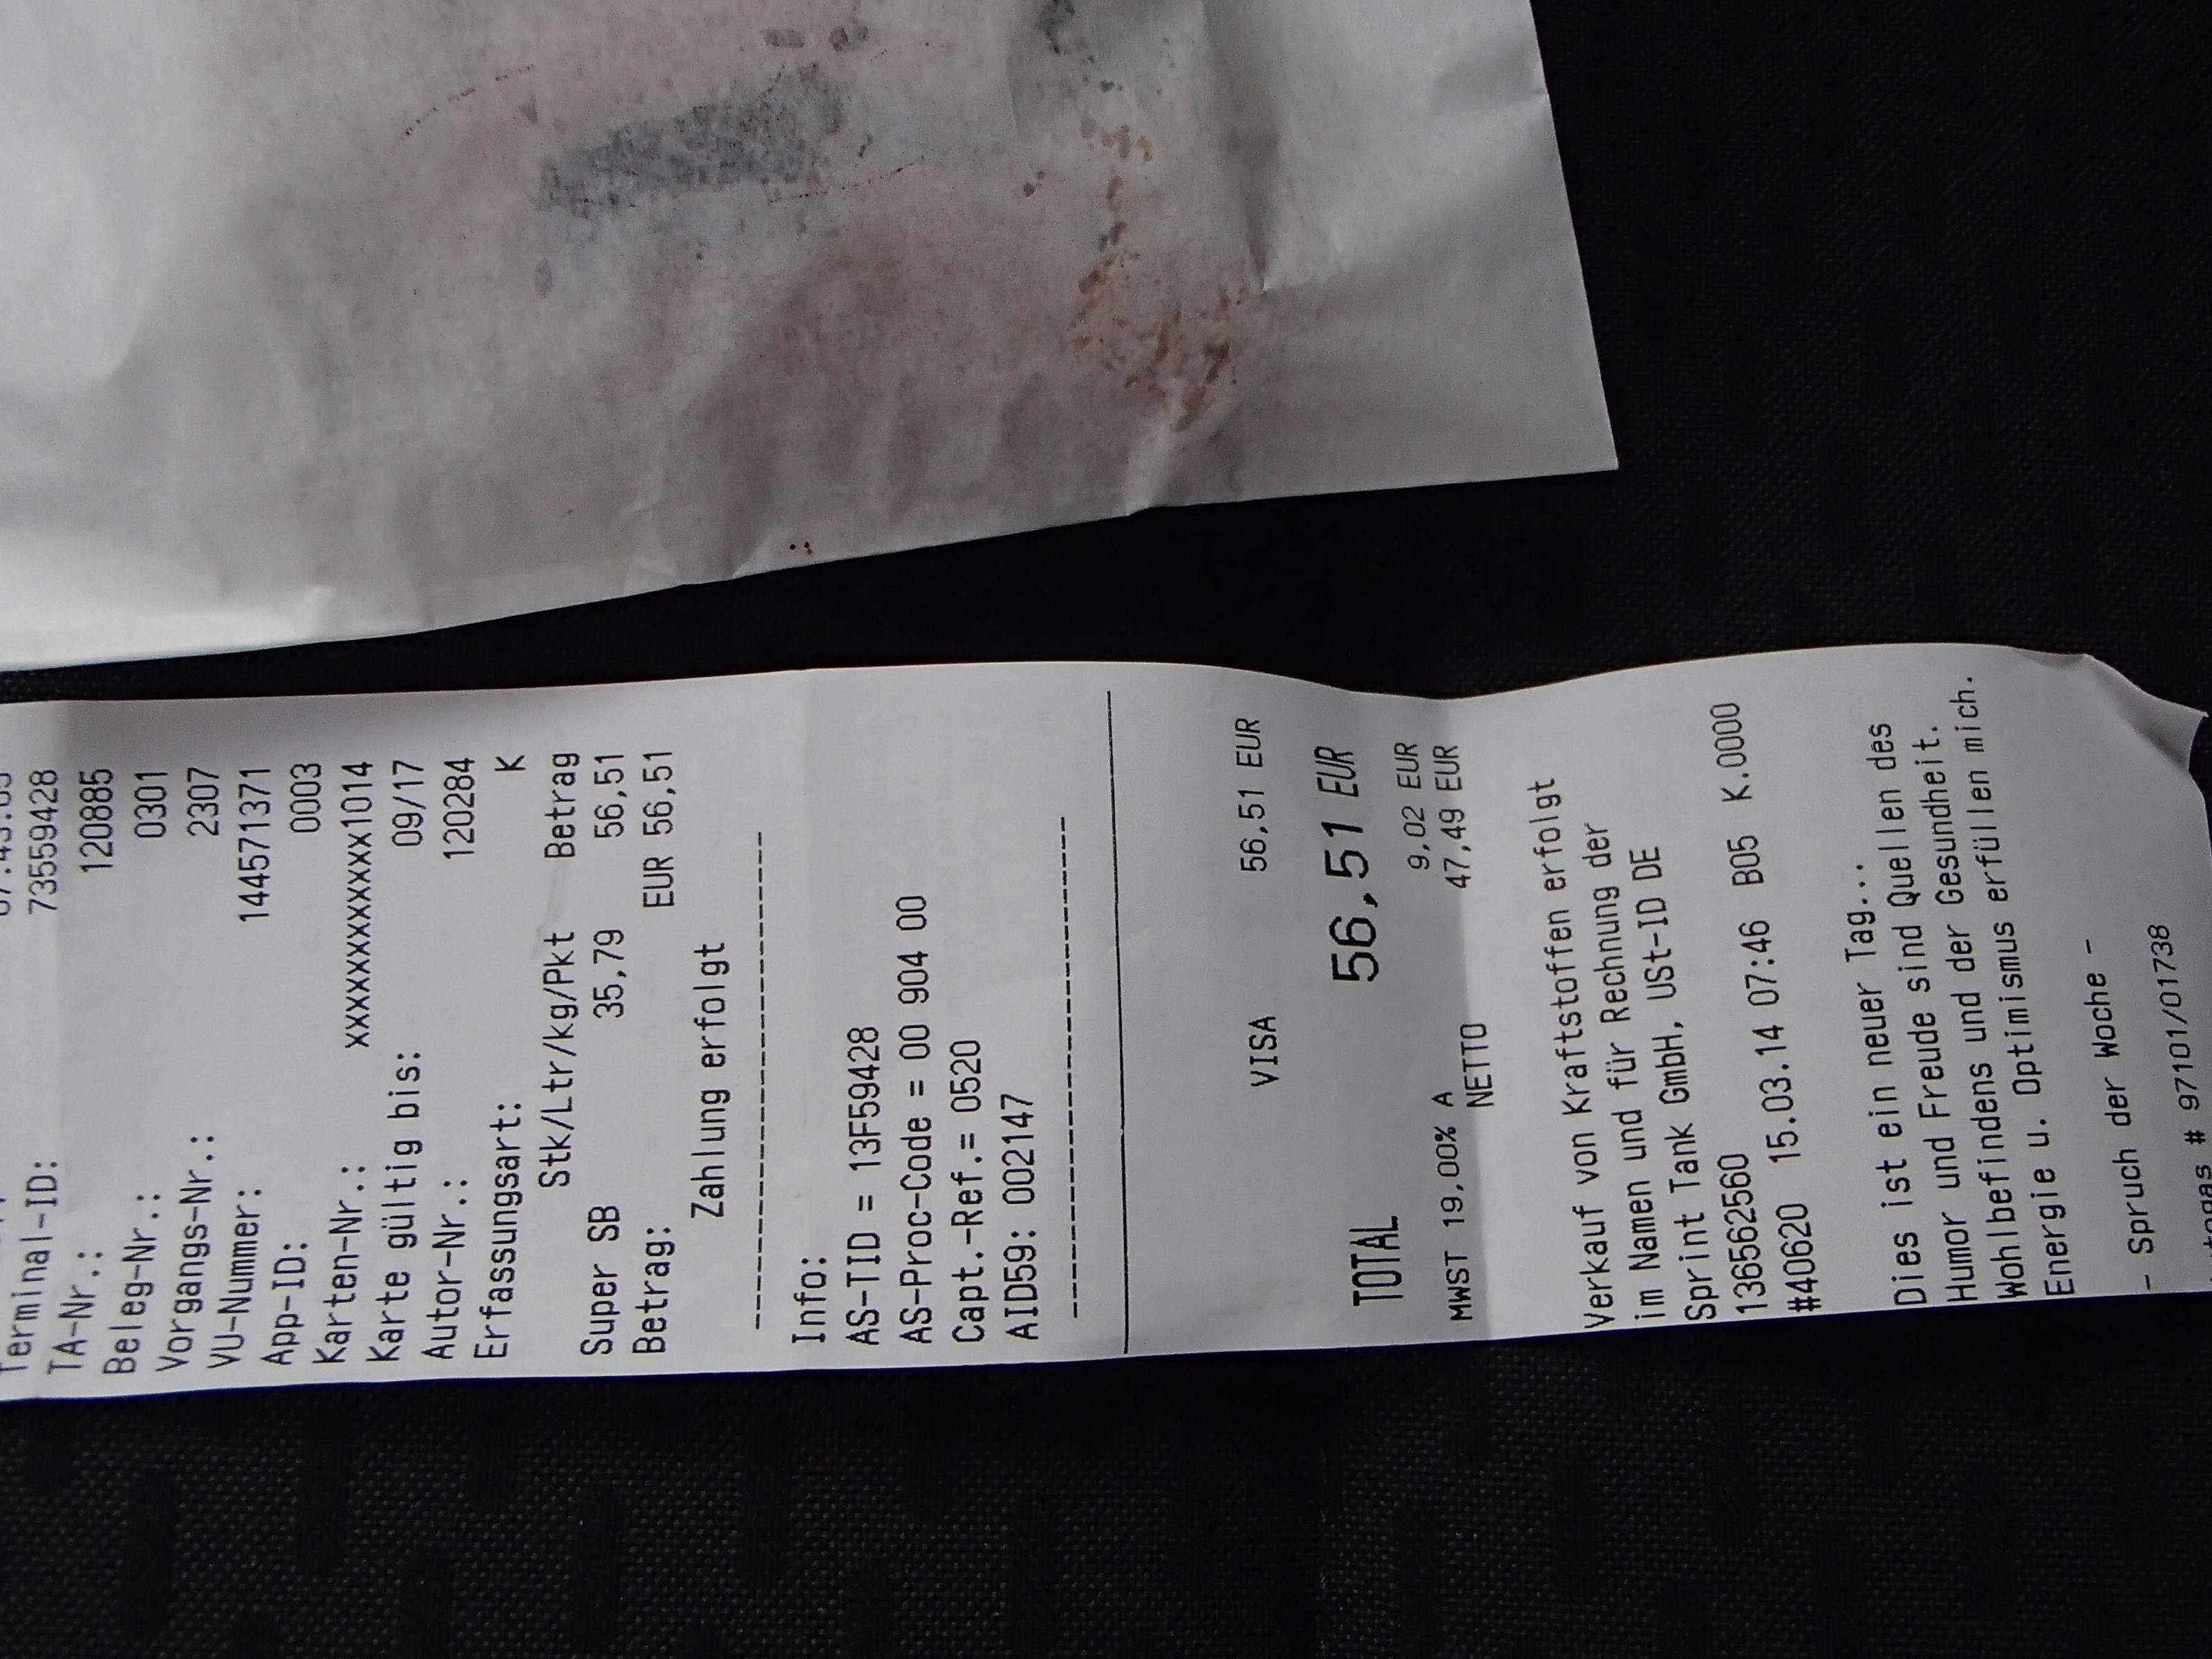 Terminal-ID: 73559428
TA-Nr.: 120885
Beleg-Nr.: 0301
Vorgangs-Nr.: 2307
VU-Nummer: 144571371
App-ID: 0003
Karten-Nr.: xxxxxxxxxxxx1014
Karte gültig bis: 09/17
Autor-Nr.: 120284
Erfassungsart: K
Stk/Ltr/kg/Pkt Betrag
Super SB 35,79 56,51
Betrag: EUR 56,51
Zahlung erfolgt
Info:
AS-TID = 13F59428
AS-Proc-Code = 00 904 00
Capt.-Ref.= 0520
AID59: 002147
VISA 56,51 EUR
TOTAL 56,51 EUR
MWST 19,00% A 9,02 EUR
NETTO 47,49 EUR
Verkauf von Kraftstoffen erfolgt
im Namen und für Rechnung der
Sprint Tank GmbH, USt-ID DE
136562560
#40620 15.03.14 07:46 B05 K.0000
Dies ist ein neuer Tag...
Humor und Freude sind Quellen des
Wohlbefindens und der Gesundheit.
Energie u. Optimismus erfüllen mich.
- Spruch der Woche -
# 97101/01738